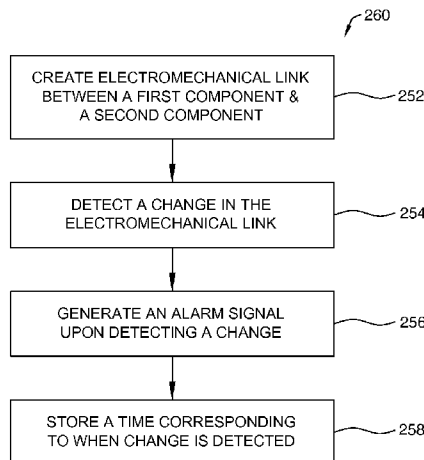 260
CREATE ELECTROMECHANICAL LINK
BETWEEN A FIRST COMPONENT &
A SECOND COMPONENT
252
DETECT A CHANGE IN THE
ELECTROMECHANICAL LINK
254
GENERATE AN ALARM SIGNAL
UPON DETECTING A CHANGE
256
STORE A TIME CORRESPONDING
TO WHEN CHANGE IS DETECTED
258